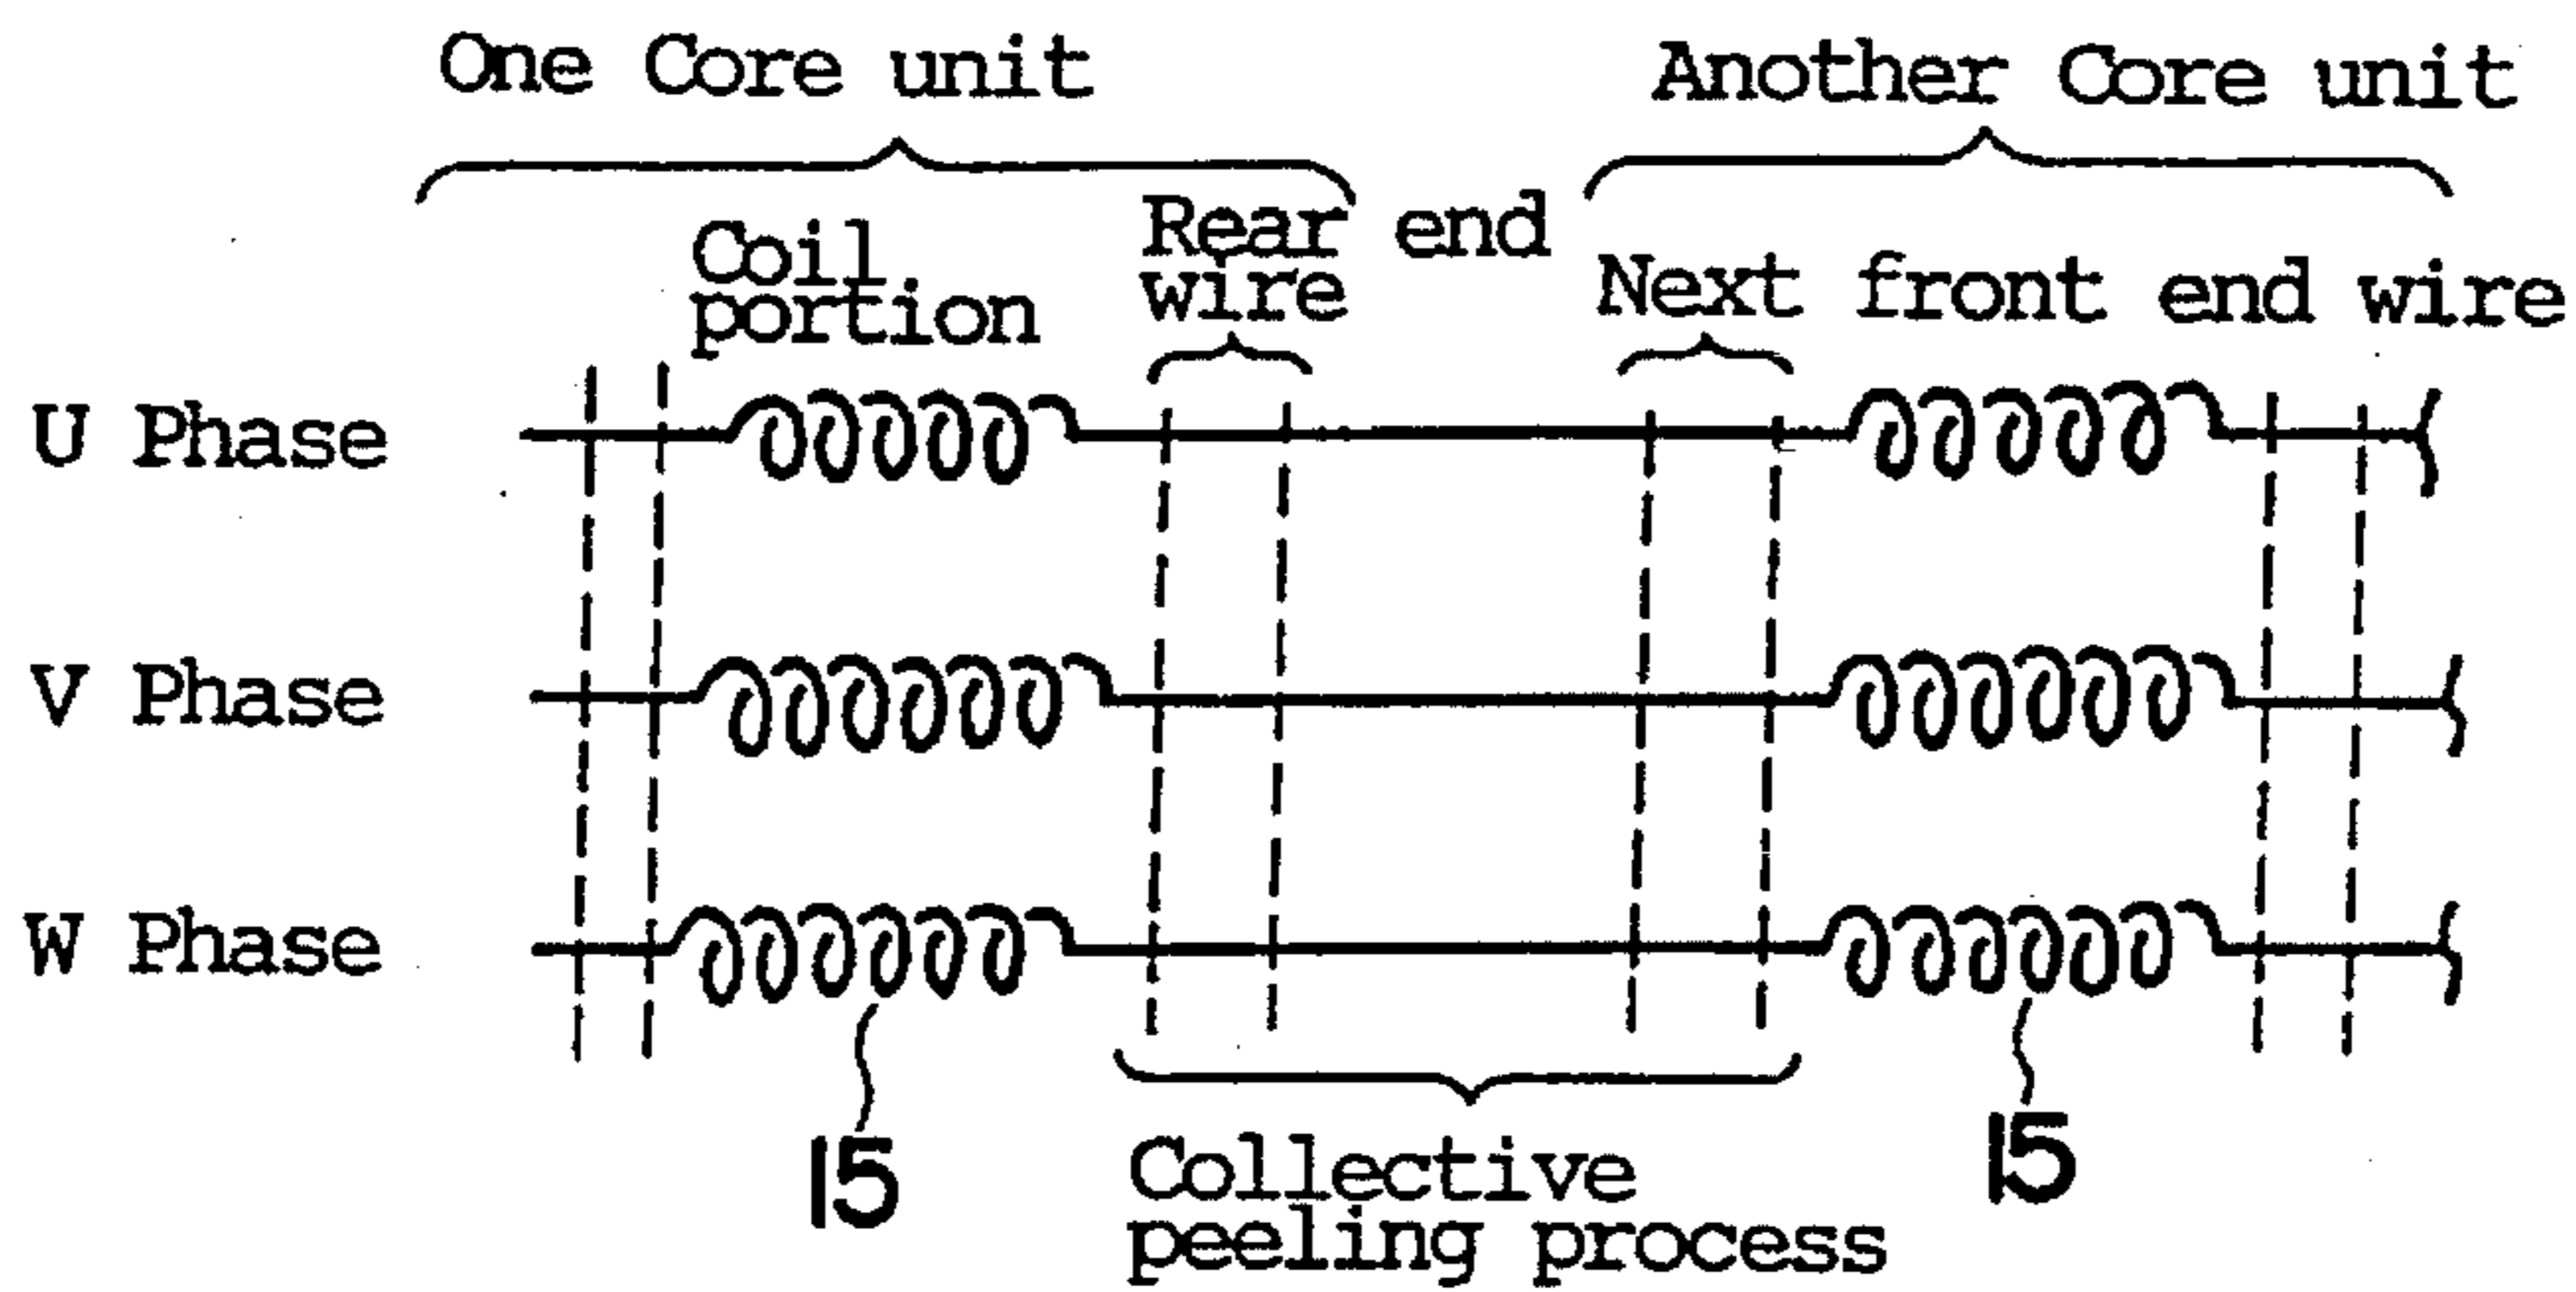 One Core unit
Another Core unit
Coil
portion
Rear end
wire
Next front end wire
U Phase
V Phase
W Phase
15
15
Collective
peeling process